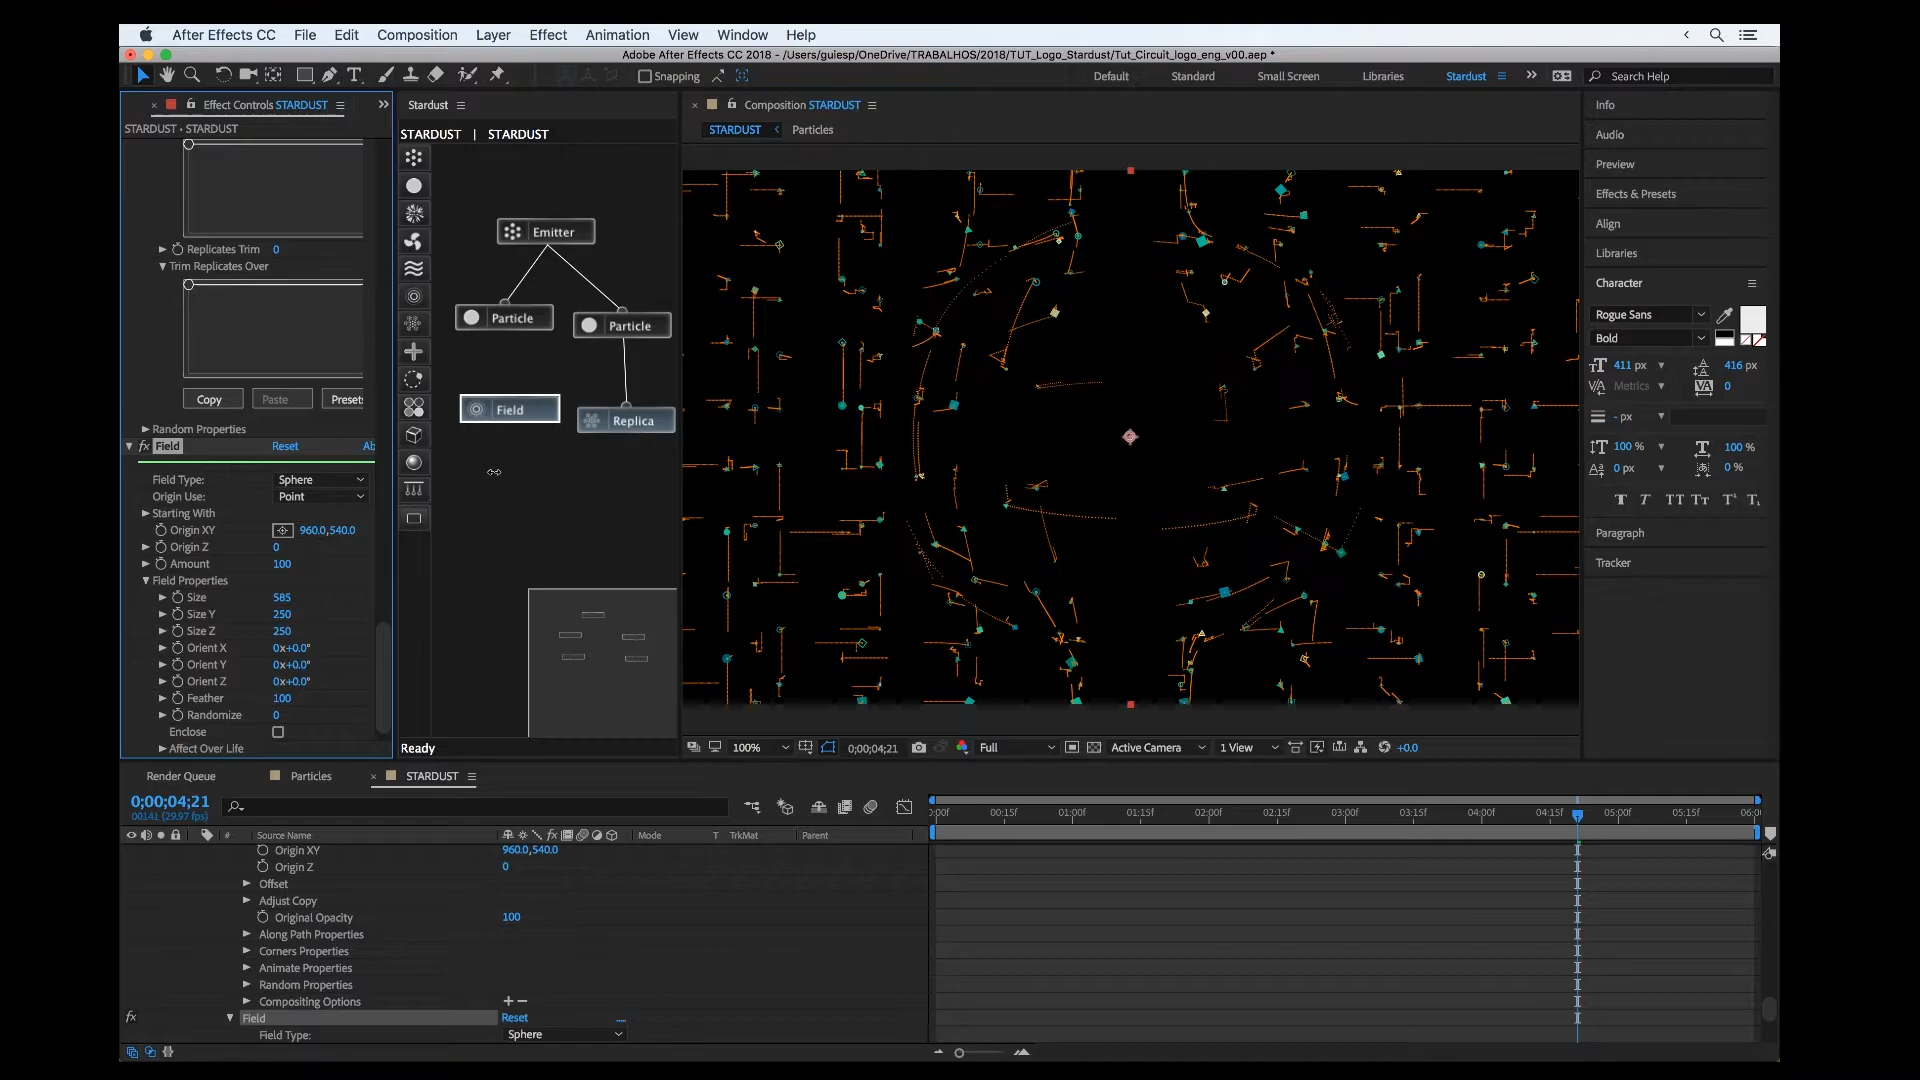 After Effects CC File Edit Composition Layer Effect Animation View Window Help
Adobe After Effects CC 2018 - /Users/guiesp/OneDrive/TRABALHOS/2018/TUT_Logo_Stardust/Tut_Circuit_logo_eng_v00.aep *
Snapping Default Standard Small Screen Libraries Stardust Search Help
Effect Controls STARDUST
STARDUST • STARDUST
Replicates Trim 0
Trim Replicates Over
Copy Paste Presets
Random Properties
fx Field Reset Ab
Field Type: Sphere
Origin Use: Point
Starting With
Origin XY 960.0,540.0
Origin Z 0
Amount 100
Field Properties
Size 585
Size Y 250
Size Z 250
Orient X 0x+0.0°
Orient Y 0x+0.0°
Orient Z 0x+0.0°
Feather 100
Randomize 0
Enclose
Affect Over Life
Stardust
STARDUST | STARDUST
Emitter
Particle
Particle
Field
Replica
Ready
Composition STARDUST
STARDUST Particles
100% 0;00;04;21 Full Active Camera 1 View +0.0
Info
Audio
Preview
Effects & Presets
Align
Libraries
Character
Rogue Sans
Bold
411 px 416 px
Metrics 0
- px
100 % 100 %
0 px 0 %
T T TT Tt T¹ T₁
Paragraph
Tracker
Render Queue Particles STARDUST
0;00;04;21
00141 (29.97 fps)
# Source Name fx Mode T TrkMat Parent
):00f 00:15f 01:00f 01:15f 02:00f 02:15f 03:00f 03:15f 04:00f 04:15f 05:00f 05:15f 06:0
Origin XY 960.0,540.0
Origin Z 0
Offset
Adjust Copy
Original Opacity 100
Along Path Properties
Corners Properties
Animate Properties
Random Properties
Compositing Options + −
fx Field Reset ...
Field Type: Sphere